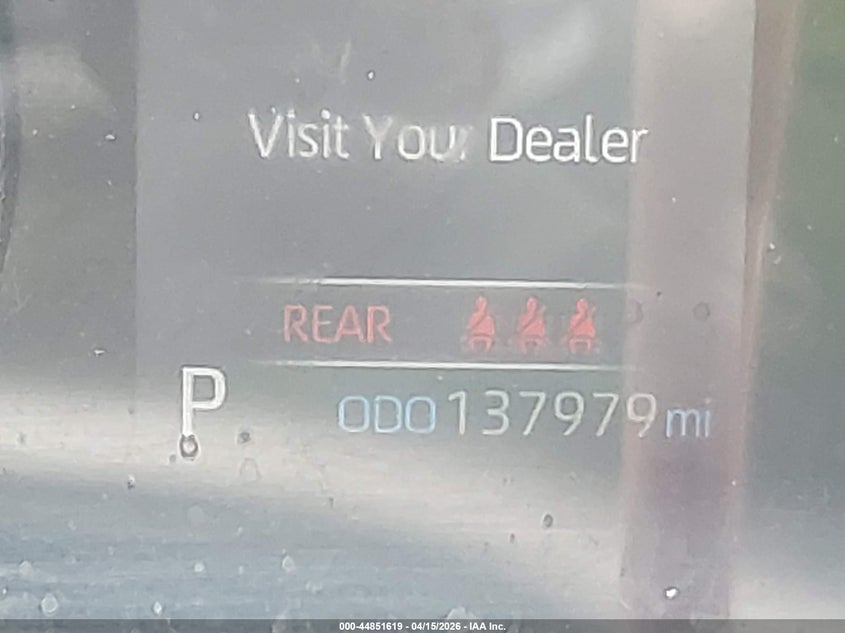 Visit Your Dealer
REAR
P
ODO 137979 mi
000-44851619 - 04/15/2026 - IAA Inc.